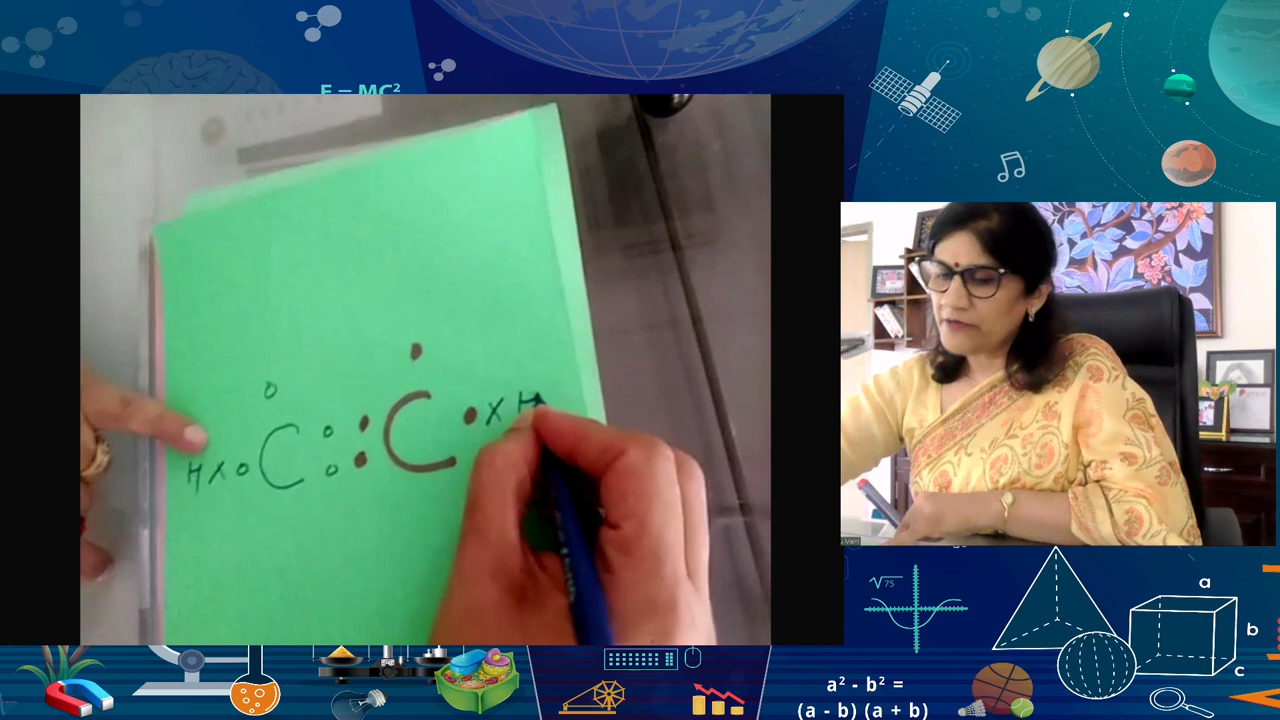 E = MC²
H X o C o o : C • X H
√75
a
b
c
a² - b² =
(a - b) (a + b)